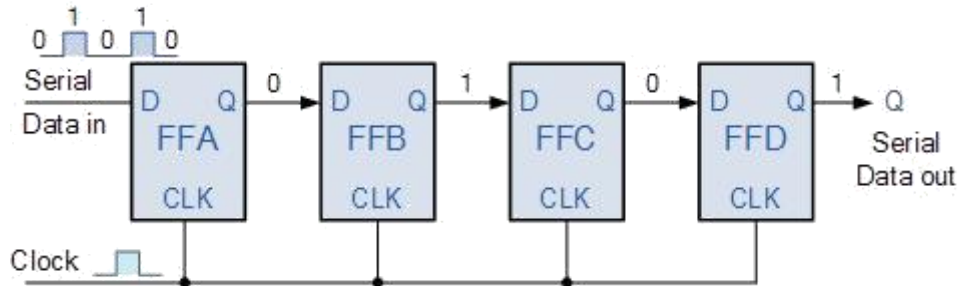 1 1
0 0 0
Serial
Data in
0 1 0 1
D Q D Q D Q D Q Q
FFA FFB FFC FFD
Serial
Data out
CLK CLK CLK CLK
Clock